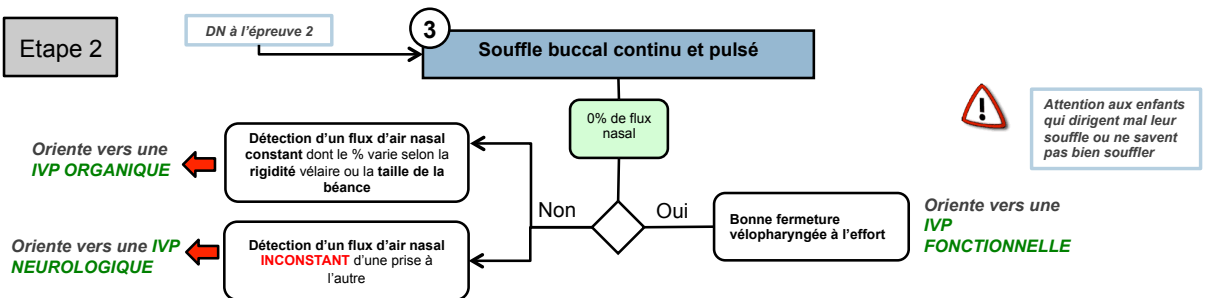 Etape 2
DN à l'épreuve 2
3
Souffle buccal continu et pulsé
0% de flux
nasal
!
Attention aux enfants
qui dirigent mal leur
souffle ou ne savent
pas bien souffler
Oriente vers une
IVP ORGANIQUE
Détection d'un flux d'air nasal
constant dont le % varie selon la
rigidité vélaire ou la taille de la
béance
Non
Oui
Bonne fermeture
vélopharyngée à l'effort
Oriente vers une
IVP
FONCTIONNELLE
Oriente vers une IVP
NEUROLOGIQUE
Détection d'un flux d'air nasal
INCONSTANT d'une prise à
l'autre